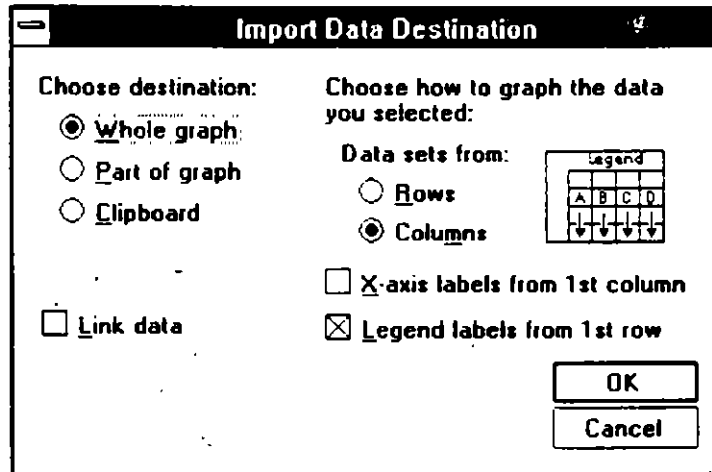 Import Data Destination
Choose destination:
Whole graph
Part of graph
Clipboard
Link data
Choose how to graph the data
you selected:
Data sets from:
Rows
Columns
Legend
A B C D
X-axis labels from 1st column
Legend labels from 1st row
OK
Cancel